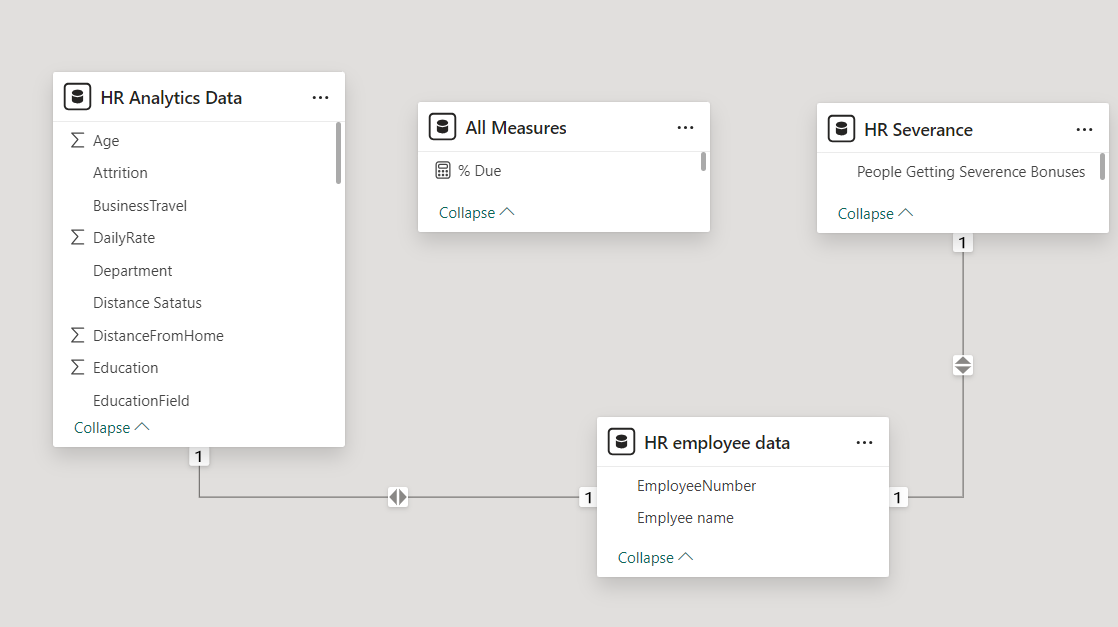 HR Analytics Data
Age
Attrition
BusinessTravel
DailyRate
Department
Distance Satatus
DistanceFromHome
Education
EducationField
Collapse
1
All Measures
% Due
Collapse
HR Severance
People Getting Severence Bonuses
Collapse
1
HR employee data
EmployeeNumber
Emplyee name
Collapse
1
1